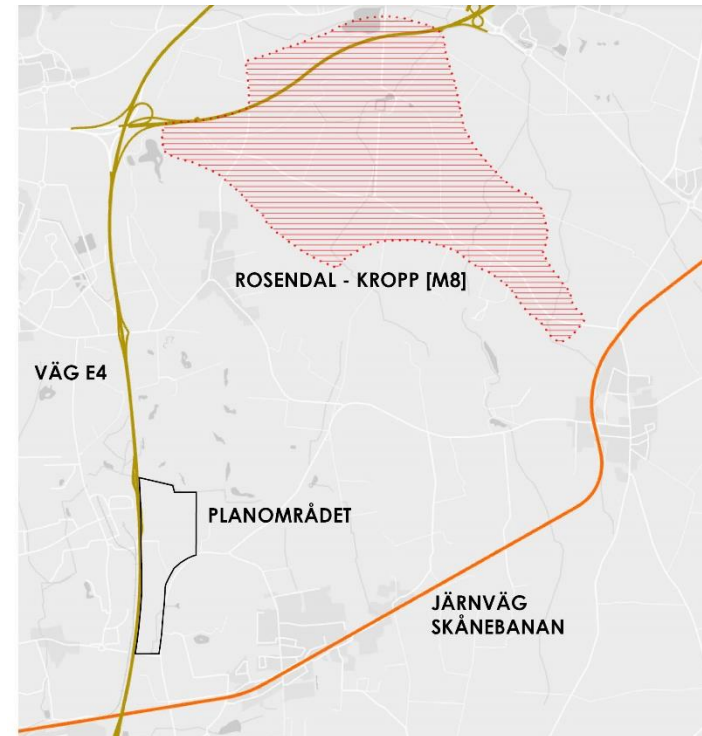 ROSENDAL - KROPP [M8]
VÄG E4
PLANOMRÅDET
JÄRNVÄG
SKÅNEBANAN